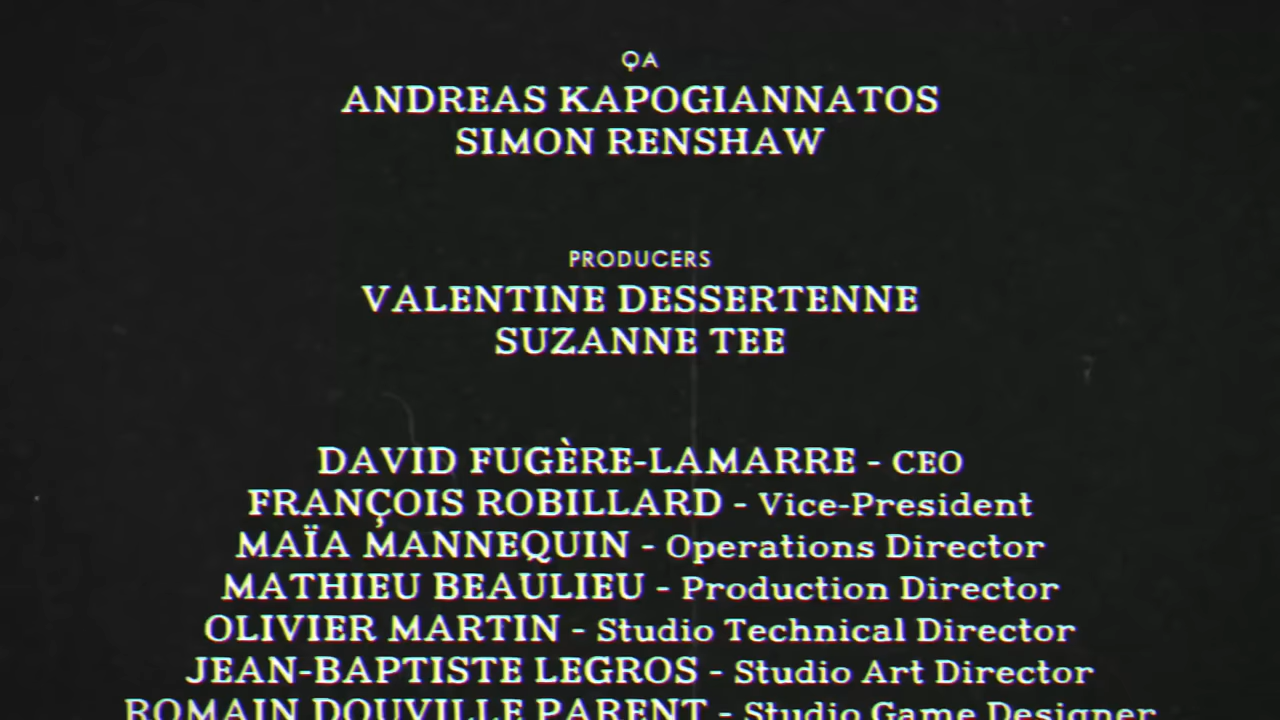 QA
ANDREAS KAPOGIANNATOS
SIMON RENSHAW
PRODUCERS
VALENTINE DESSERTENNE
SUZANNE TEE
DAVID FUGÈRE-LAMARRE - CEO
FRANÇOIS ROBILLARD - Vice-President
MAÏA MANNEQUIN - Operations Director
MATHIEU BEAULIEU - Production Director
OLIVIER MARTIN - Studio Technical Director
JEAN-BAPTISTE LEGROS - Studio Art Director
ROMAIN DOUVILLE PARENT - Studio Game Designer